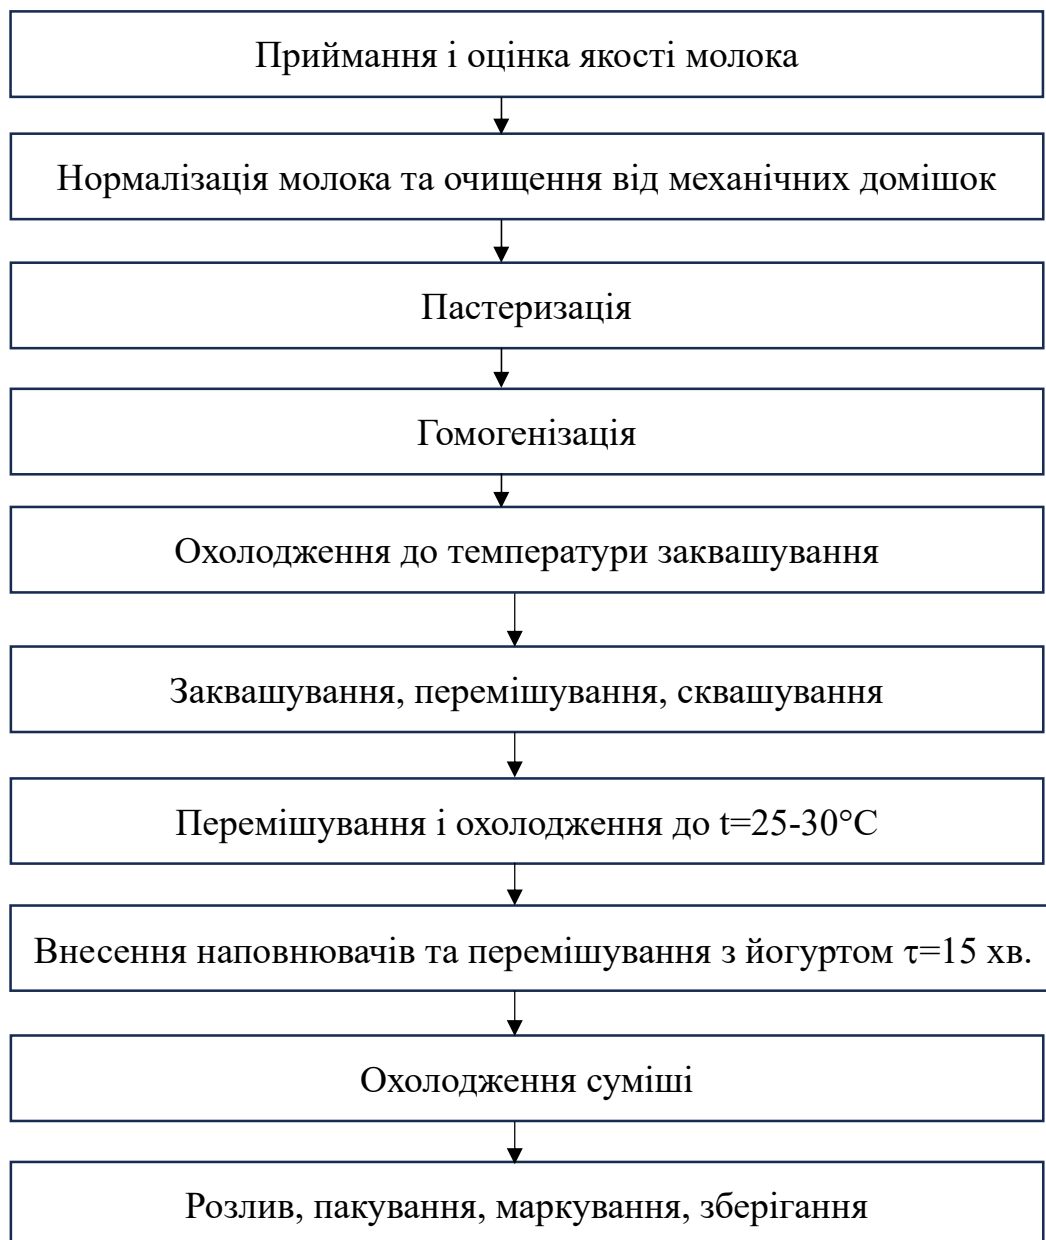 Приймання і оцінка якості молока
Нормалізація молока та очищення від механічних домішок
Пастеризація
Гомогенізація
Охолодження до температури заквашування
Заквашування, перемішування, сквашування
Перемішування і охолодження до t=25-30°C
Внесення наповнювачів та перемішування з йогуртом τ=15 хв.
Охолодження суміші
Розлив, пакування, маркування, зберігання